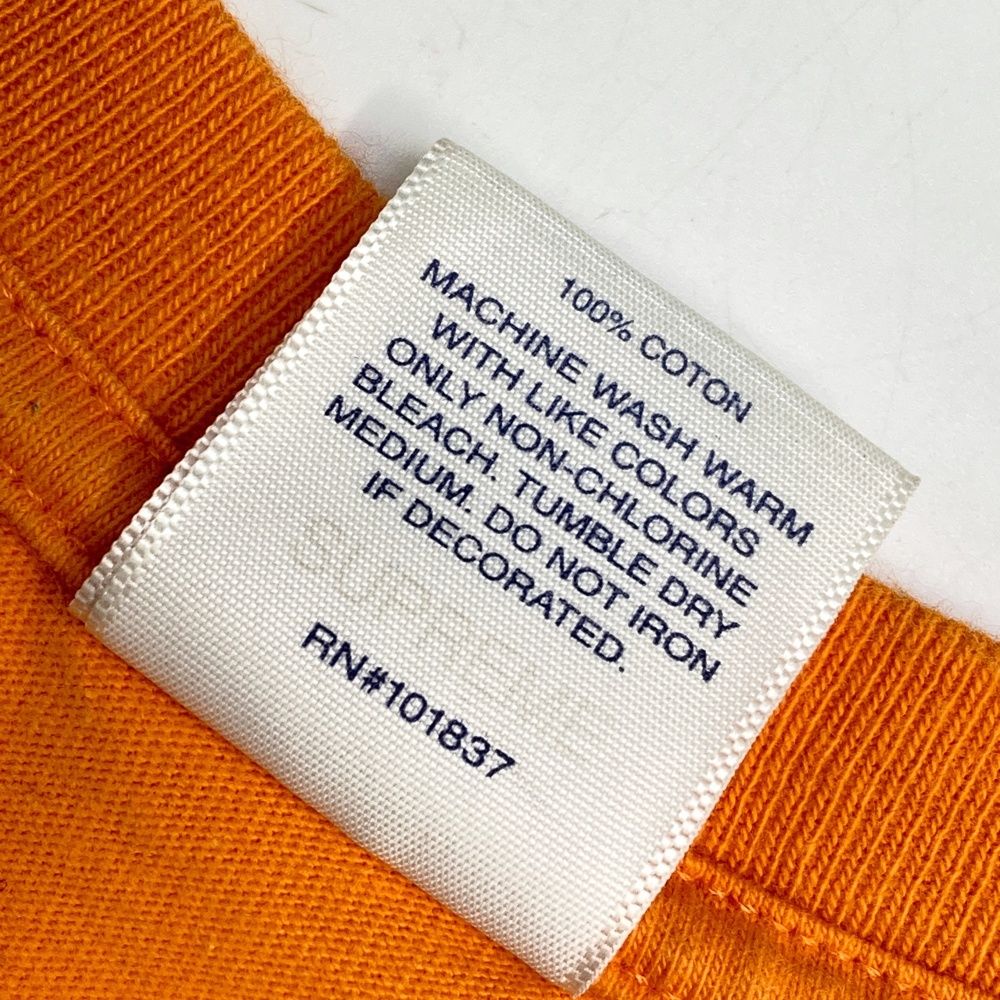 100% COTON
MACHINE WASH WARM
WITH LIKE COLORS
ONLY NON-CHLORINE
BLEACH. TUMBLE DRY
MEDIUM. DO NOT IRON
IF DECORATED.
RN#101837